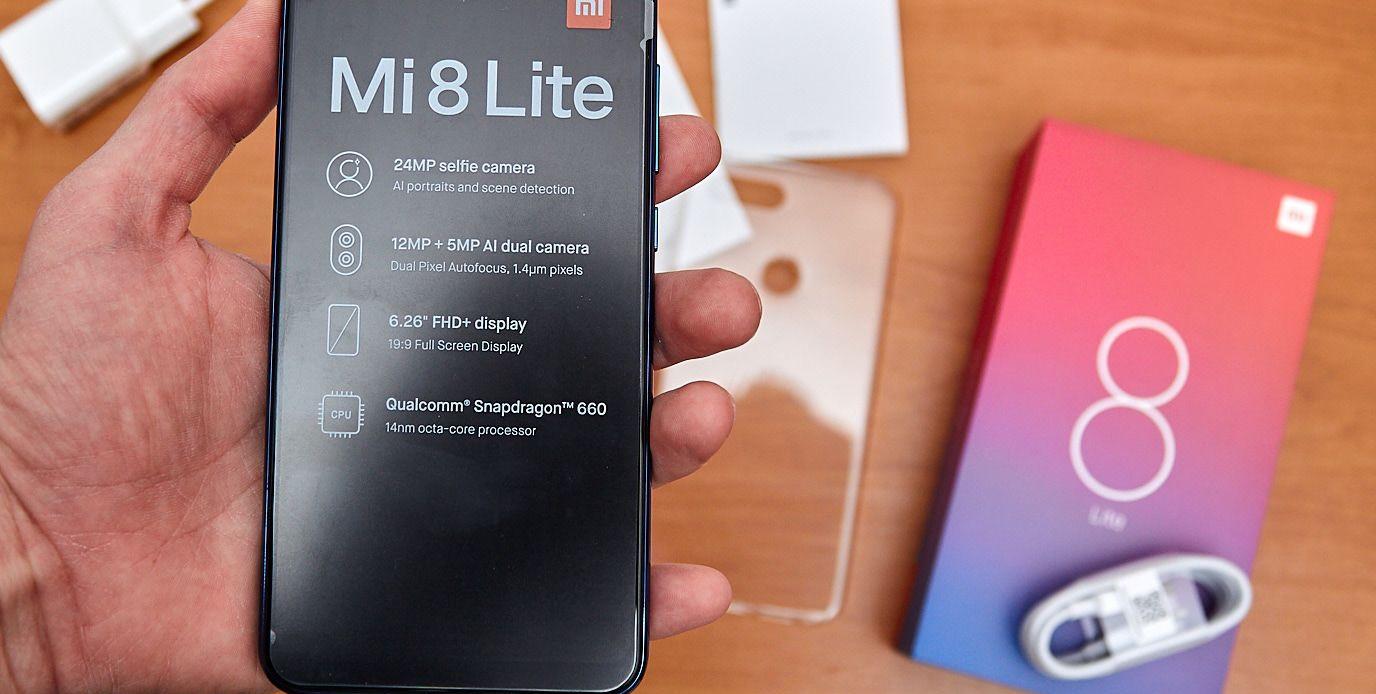 mi
Mi 8 Lite
24MP selfie camera
AI portraits and scene detection
12MP + 5MP AI dual camera
Dual Pixel Autofocus, 1.4μm pixels
6.26" FHD+ display
19:9 Full Screen Display
CPU
Qualcomm® Snapdragon™ 660
14nm octa-core processor
mi
8
Lite